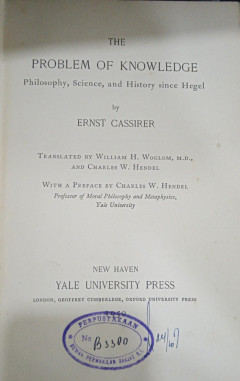 THE
PROBLEM OF KNOWLEDGE
Philosophy, Science, and History since Hegel
by
ERNST CASSIRER
TRANSLATED BY WILLIAM H. WOGLOM, M.D.,
AND CHARLES W. HENDEL
WITH A PREFACE BY CHARLES W. HENDEL
Professor of Moral Philosophy and Metaphysics,
Yale University
NEW HAVEN
YALE UNIVERSITY PRESS
LONDON, GEOFFREY CUMBERLEGE, OXFORD UNIVERSITY PRESS
PERPUSTAKAAN
No. B3300